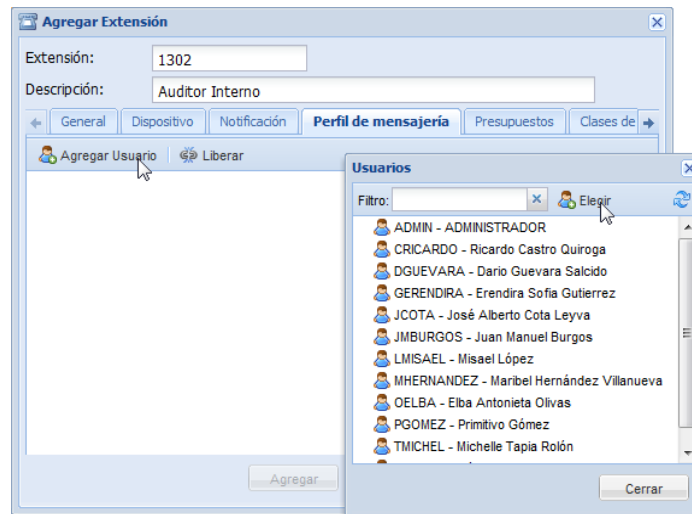 Agregar Extensión
Extensión: 1302
Descripción: Auditor Interno
General Dispositivo Notificación Perfil de mensajería Presupuestos Clases de
Agregar Usuario Liberar
Usuarios
Filtro: Elegir
ADMIN - ADMINISTRADOR
CRICARDO - Ricardo Castro Quiroga
DGUEVARA - Dario Guevara Salcido
GERENDIRA - Erendira Sofia Gutierrez
JCOTA - José Alberto Cota Leyva
JMBURGOS - Juan Manuel Burgos
LMISAEL - Misael López
MHERNANDEZ - Maribel Hernández Villanueva
OELBA - Elba Antonieta Olivas
PGOMEZ - Primitivo Gómez
TMICHEL - Michelle Tapia Rolón
Agregar
Cerrar